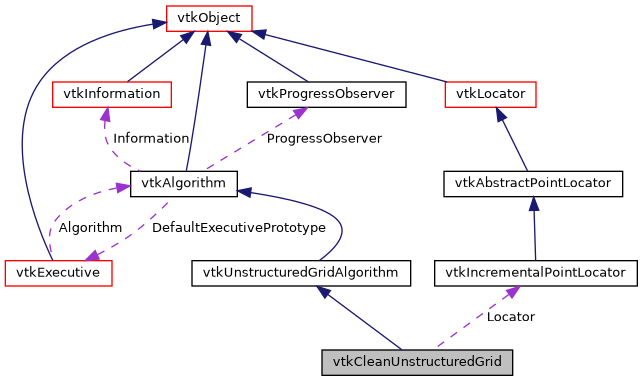 vtkObject
vtkInformation
vtkProgressObserver
vtkLocator
Information
ProgressObserver
vtkAlgorithm
vtkAbstractPointLocator
Algorithm
DefaultExecutivePrototype
vtkExecutive
vtkUnstructuredGridAlgorithm
vtkIncrementalPointLocator
Locator
vtkCleanUnstructuredGrid